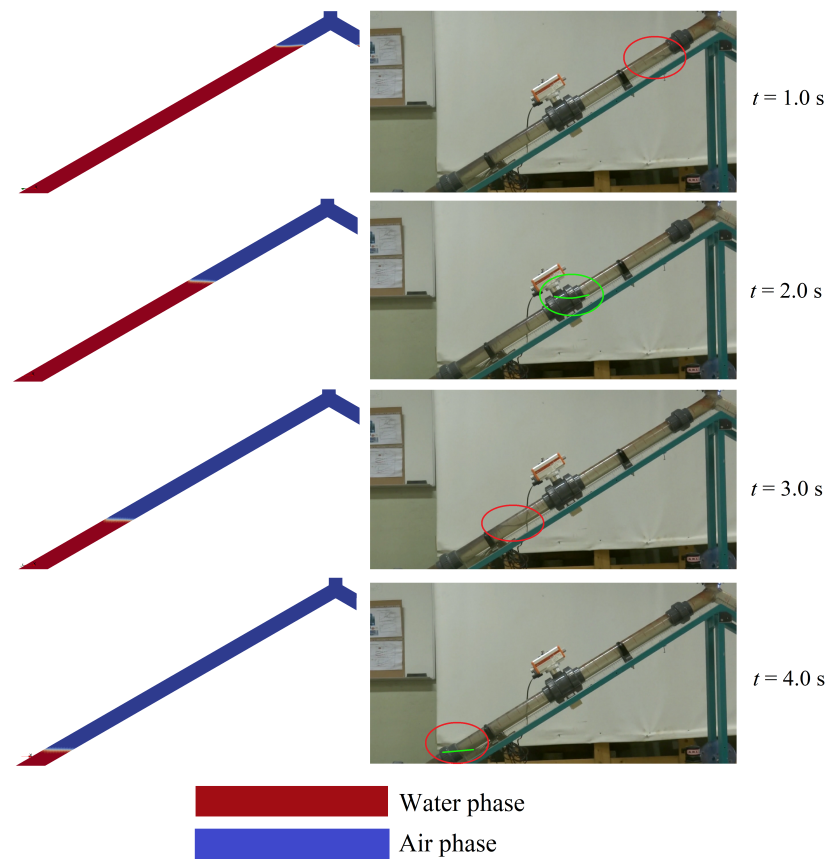 t = 1.0 s
t = 2.0 s
t = 3.0 s
t = 4.0 s
Water phase
Air phase